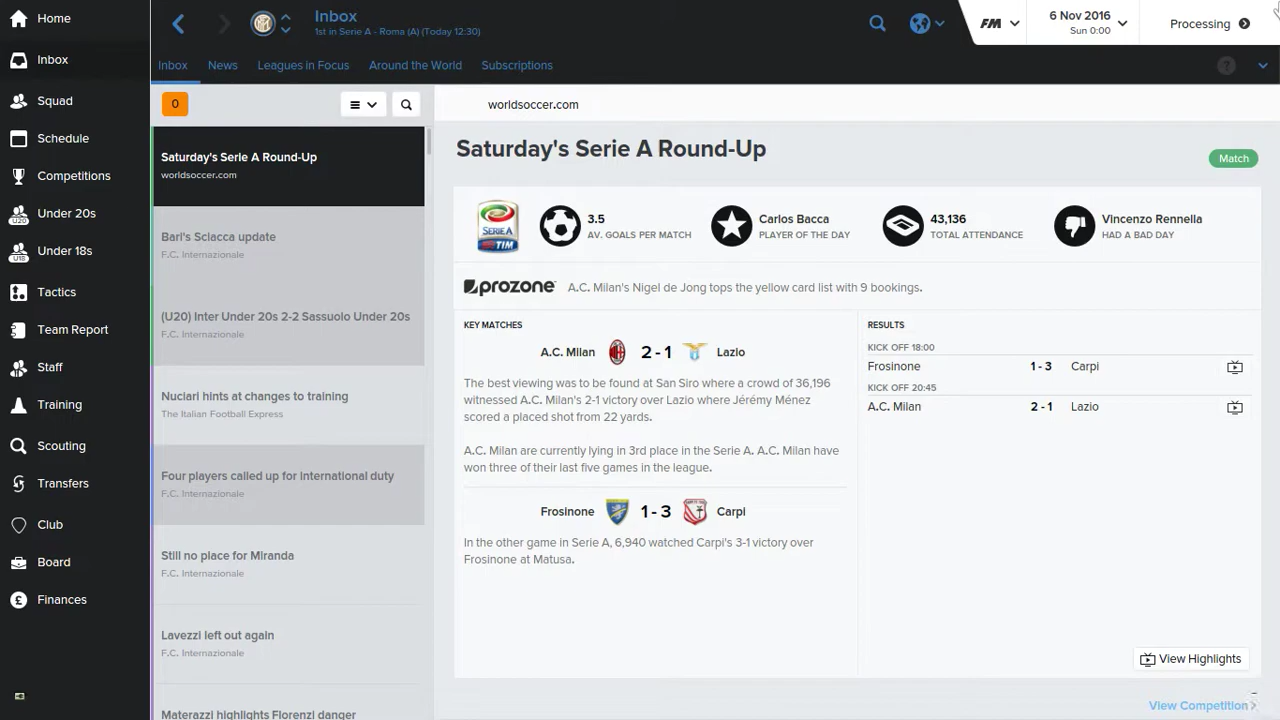 Home
Inbox
Squad
Schedule
Competitions
Under 20s
Under 18s
Tactics
Team Report
Staff
Training
Scouting
Transfers
Club
Board
Finances
Inbox
1st in Serie A - Roma (A) (Today 12:30)
FM
6 Nov 2016
Sun 0:00
Processing
Inbox News Leagues in Focus Around the World Subscriptions
?
0
Saturday's Serie A Round-Up
worldsoccer.com
Bari's Sciacca update
F.C. Internazionale
(U20) Inter Under 20s 2-2 Sassuolo Under 20s
F.C. Internazionale
Nuciari hints at changes to training
The Italian Football Express
Four players called up for international duty
F.C. Internazionale
Still no place for Miranda
F.C. Internazionale
Lavezzi left out again
F.C. Internazionale
Materazzi highlights Florenzi danger
worldsoccer.com
Saturday's Serie A Round-Up
Match
SERIE A
TIM
3.5
AV. GOALS PER MATCH
Carlos Bacca
PLAYER OF THE DAY
43,136
TOTAL ATTENDANCE
Vincenzo Rennella
HAD A BAD DAY
prozone A.C. Milan's Nigel de Jong tops the yellow card list with 9 bookings.
KEY MATCHES
A.C. Milan 2 - 1 Lazio
The best viewing was to be found at San Siro where a crowd of 36,196
witnessed A.C. Milan's 2-1 victory over Lazio where Jérémy Ménez
scored a placed shot from 22 yards.
A.C. Milan are currently lying in 3rd place in the Serie A. A.C. Milan have
won three of their last five games in the league.
Frosinone 1 - 3 Carpi
In the other game in Serie A, 6,940 watched Carpi's 3-1 victory over
Frosinone at Matusa.
RESULTS
KICK OFF 18:00
Frosinone 1 - 3 Carpi
KICK OFF 20:45
A.C. Milan 2 - 1 Lazio
View Highlights
View Competition